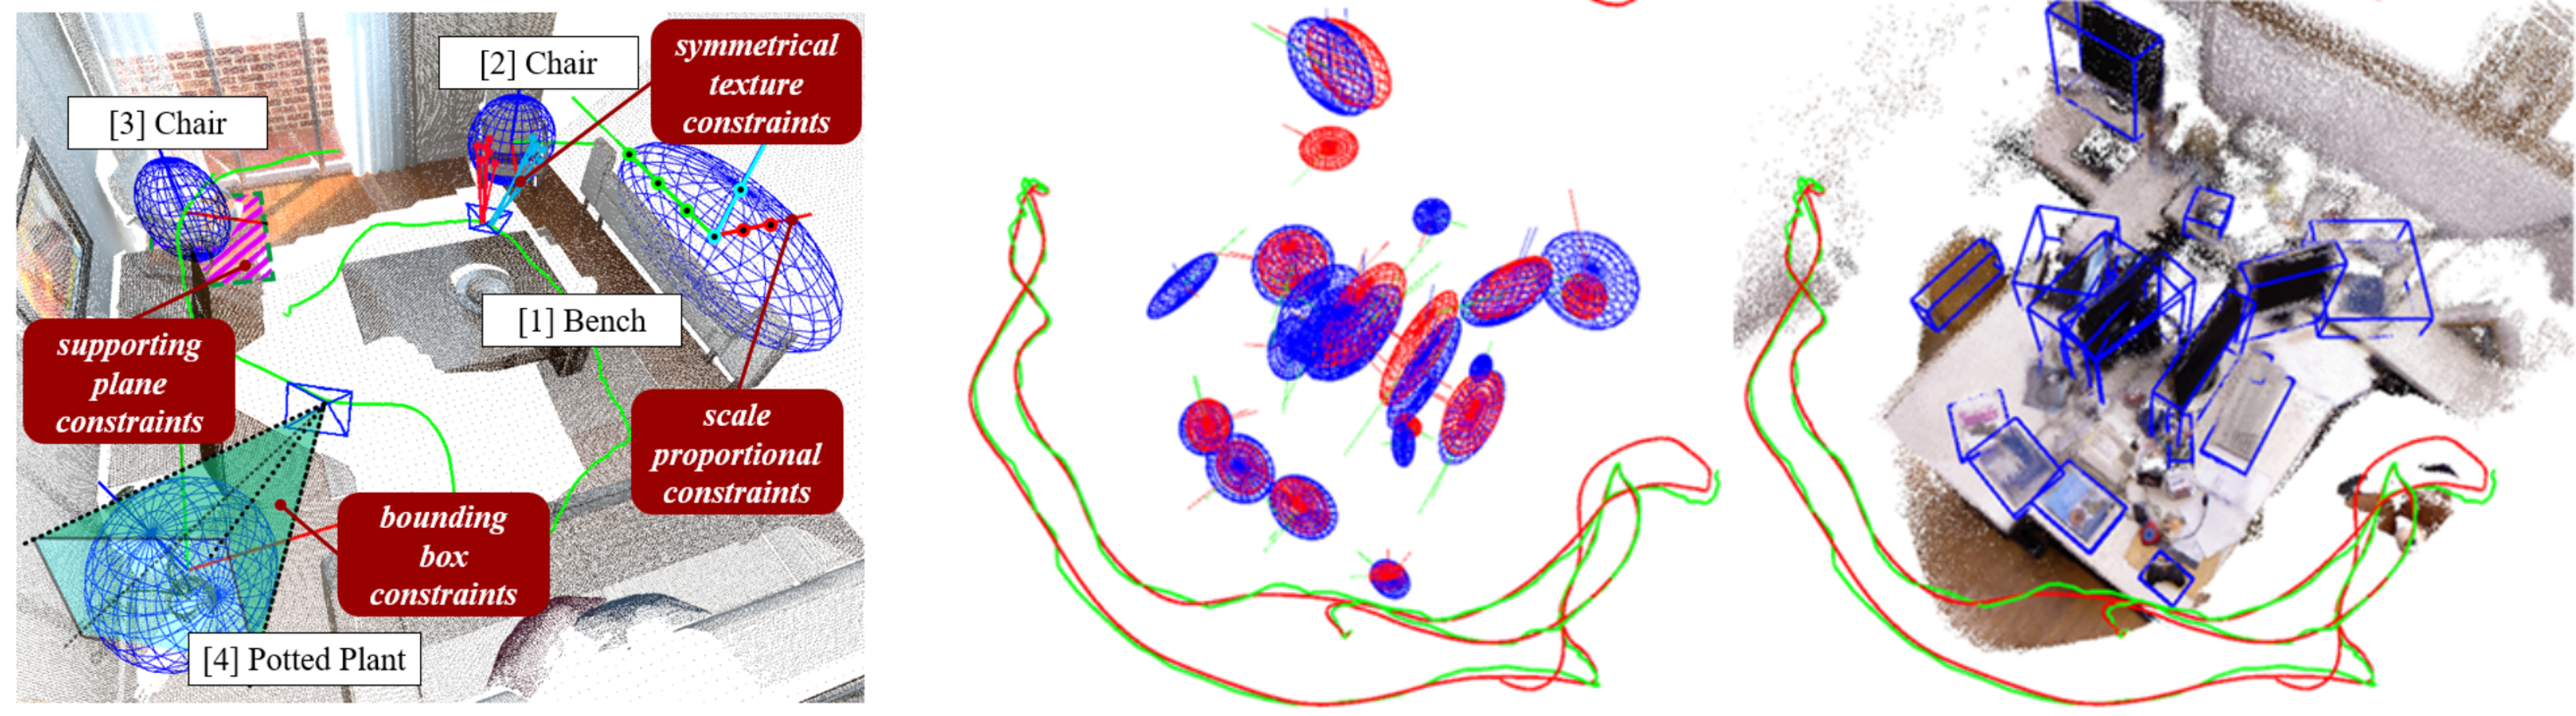 [2] Chair
symmetrical
texture
constraints
[3] Chair
[1] Bench
supporting
plane
constraints
scale
proportional
constraints
bounding
box
constraints
[4] Potted Plant